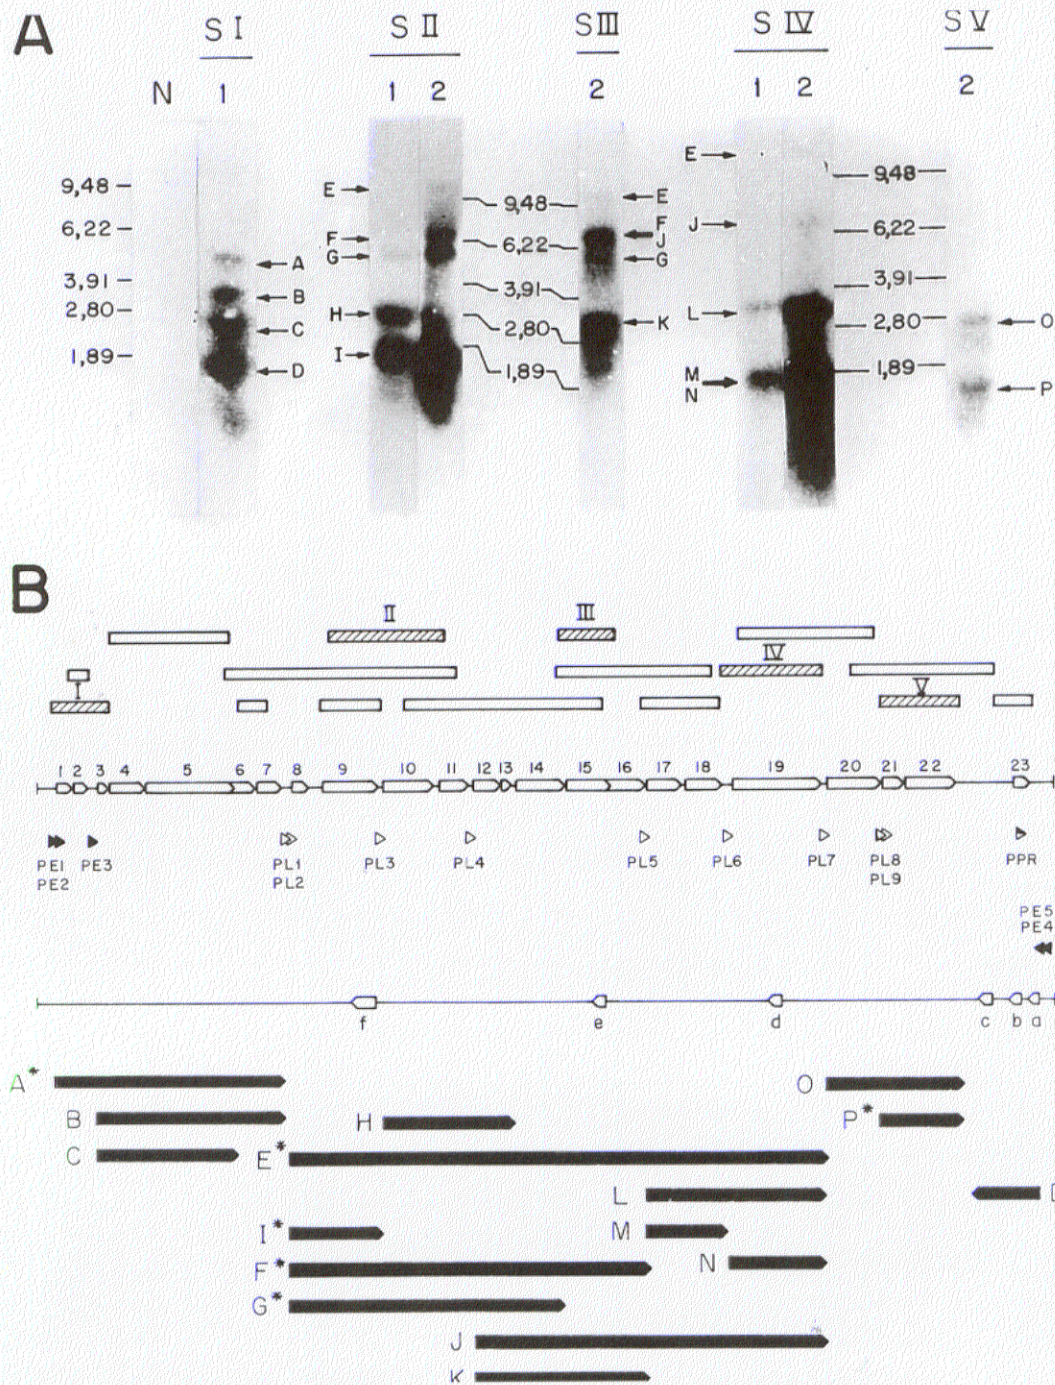 A
S I
S II
S III
S IV
S V
N 1 1 2 2 1 2 2
9,48
6,22
3,91
2,80
1,89
A
B
C
D
E
F
G
H
I
9,48
6,22
3,91
2,80
1,89
E
F
J
G
K
E
J
L
M
N
9,48
6,22
3,91
2,80
1,89
O
P
B
II
III
IV
I
V
1 2 3 4 5 6 7 8 9 10 11 12 13 14 15 16 17 18 19 20 21 22 23
PE1 PE3 PL1 PL3 PL4 PL5 PL6 PL7 PL8 PPR
PE2 PL2 PL9
PE5
PE4
f e d c b a
A*
O
B
H
P*
C
E*
L
I*
M
F*
N
G*
J
K